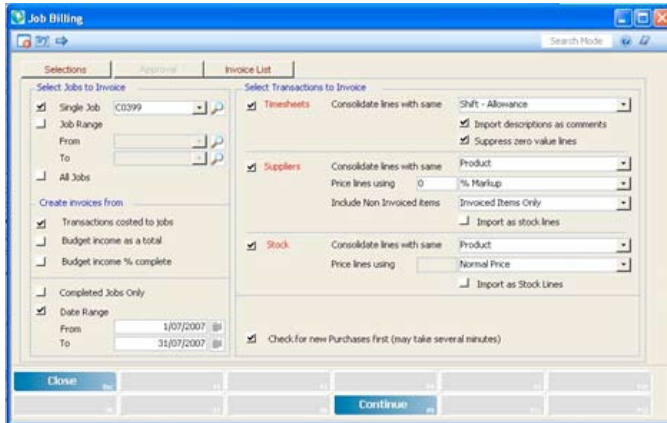 Job Billing
Search Mode
Selections
Approval
Invoice List
Select Jobs to Invoice
Single Job C0399
Job Range
From
To
All Jobs
Create invoices from
Transactions costed to jobs
Budget income as a total
Budget income % complete
Completed Jobs Only
Date Range
From 1/07/2007
To 31/07/2007
Select Transactions to Invoice
Timesheets Consolidate lines with same Shift - Allowance
Import descriptions as comments
Suppress zero value lines
Suppliers Consolidate lines with same Product
Price lines using 0 % Markup
Include Non Invoiced items Invoiced Items Only
Import as stock lines
Stock Consolidate lines with same Product
Price lines using Normal Price
Import as Stock Lines
Check for new Purchases first (may take several minutes)
Close
Continue